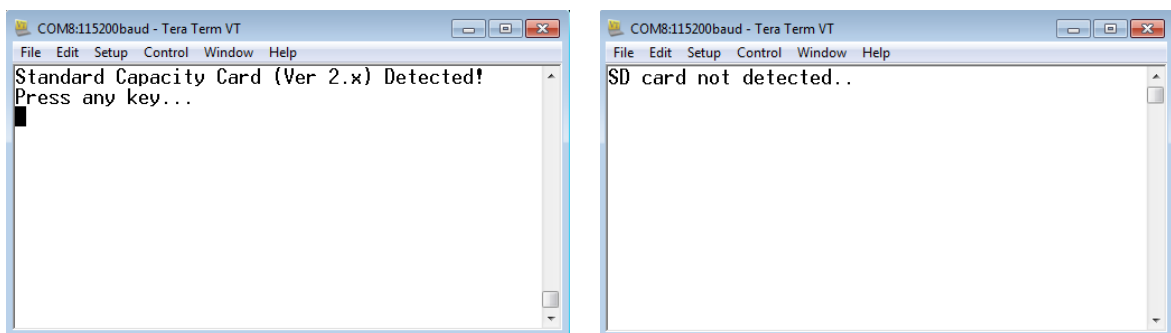 COM8:115200baud - Tera Term VT
File Edit Setup Control Window Help
Standard Capacity Card (Ver 2.x) Detected!
Press any key...
COM8:115200baud - Tera Term VT
File Edit Setup Control Window Help
SD card not detected..